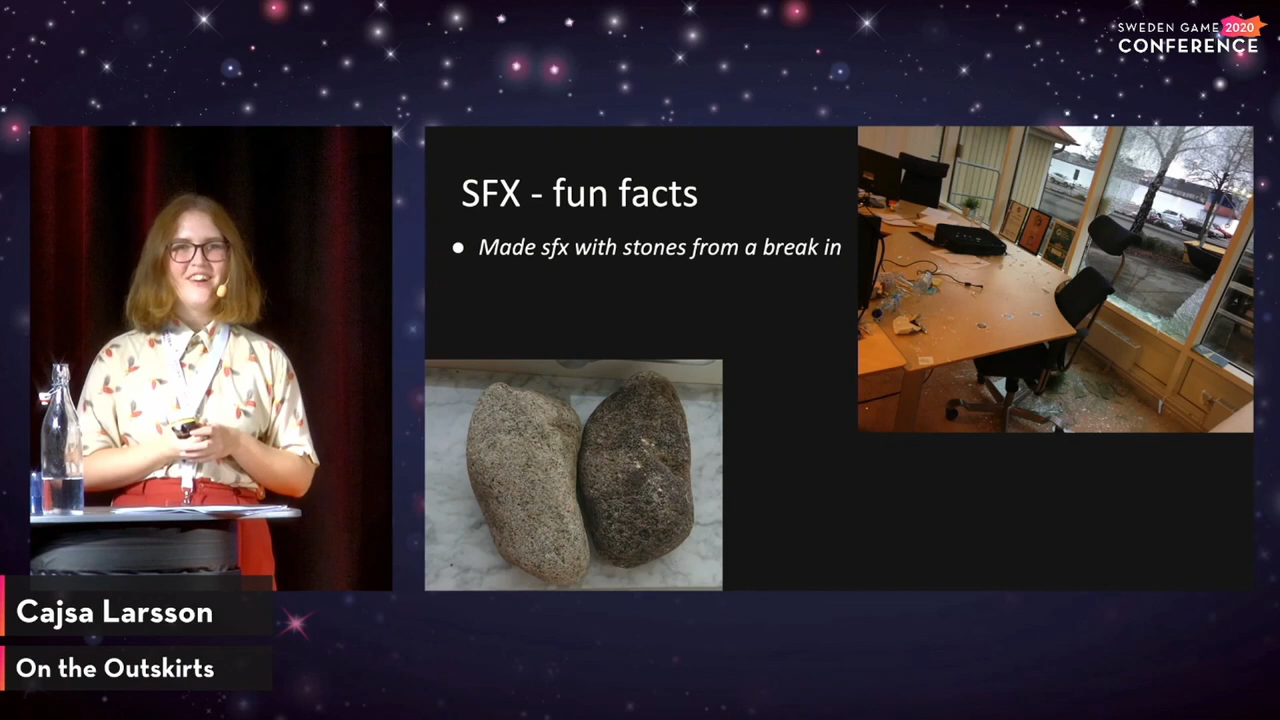 SWEDEN GAME 2020
CONFERENCE
SFX - fun facts
● Made sfx with stones from a break in
Cajsa Larsson
On the Outskirts